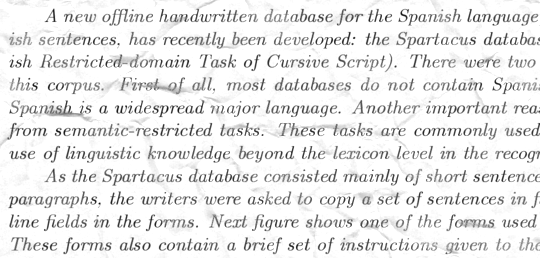 A new offline handwritten database for the Spanish language
ish sentences, has recently been developed: the Spartacus databas
ish Restricted-domain Task of Cursive Script). There were two
this corpus. First of all, most databases do not contain Spani
Spanish is a widespread major language. Another important rea
from semantic-restricted tasks. These tasks are commonly used
use of linguistic knowledge beyond the lexicon level in the recogn
As the Spartacus database consisted mainly of short sentence
paragraphs, the writers were asked to copy a set of sentences in f
line fields in the forms. Next figure shows one of the forms used
These forms also contain a brief set of instructions given to the